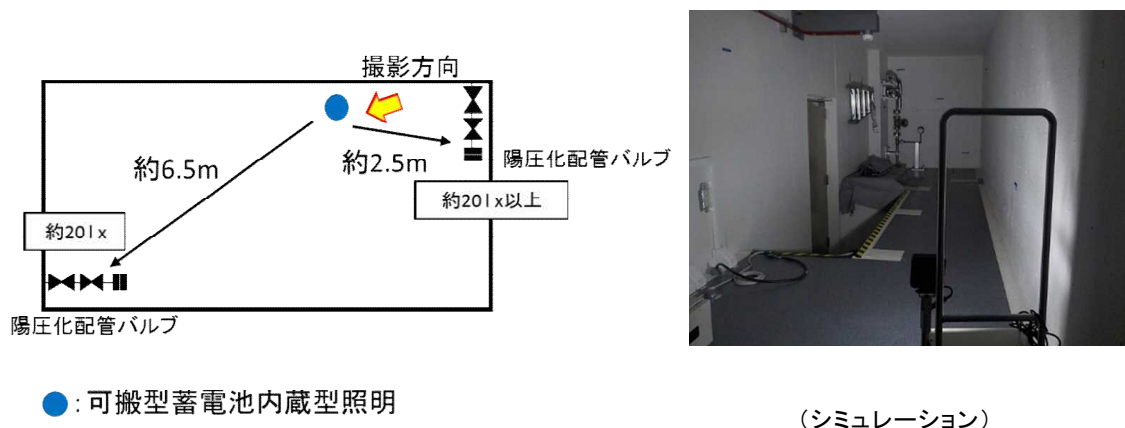 撮影方向
約6.5m
約2.5m
陽圧化配管バルブ
約20lx以上
約20lx
陽圧化配管バルブ
:可搬型蓄電池内蔵型照明
(シミュレーション)